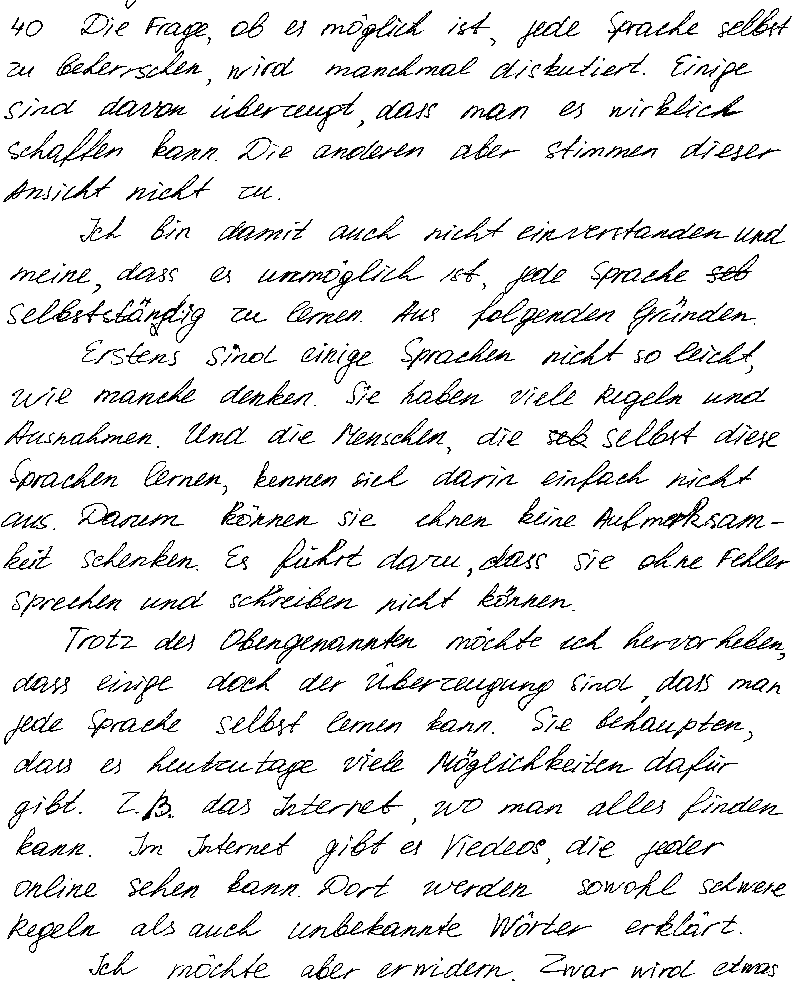 40 Die Frage, ob es möglich ist, jede Sprache selbst
zu beherrschen, wird manchmal diskutiert. Einige
sind davon überzeugt, dass man es wirklich
schaffen kann. Die anderen aber stimmen dieser
Ansicht nicht zu.
Ich bin damit auch nicht einverstanden und
meine, dass es unmöglich ist, jede Sprache seb
selbstständig zu lernen. Aus folgenden Gründen.
Erstens sind einige Sprachen nicht so leicht,
wie manche denken. Sie haben viele Regeln und
Ausnahmen. Und die Menschen, die seb selbst diese
Sprachen lernen, kennen sich darin einfach nicht
aus. Darum können sie ihnen keine Aufmerksam-
keit schenken. Es führt dazu, dass sie ohne Fehler
sprechen und schreiben nicht können.
Trotz des Obengenannten möchte ich hervorheben,
dass einige doch der Überzeugung sind, dass man
jede Sprache selbst lernen kann. Sie behaupten,
dass es heutzutage viele Möglichkeiten dafür
gibt. Z.B. das Internet, wo man alles finden
kann. Im Internet gibt es Viedeos, die jeder
online sehen kann. Dort werden sowohl schwere
Regeln als auch unbekannte Wörter erklärt.
Ich möchte aber erwidern. Zwar wird etwas